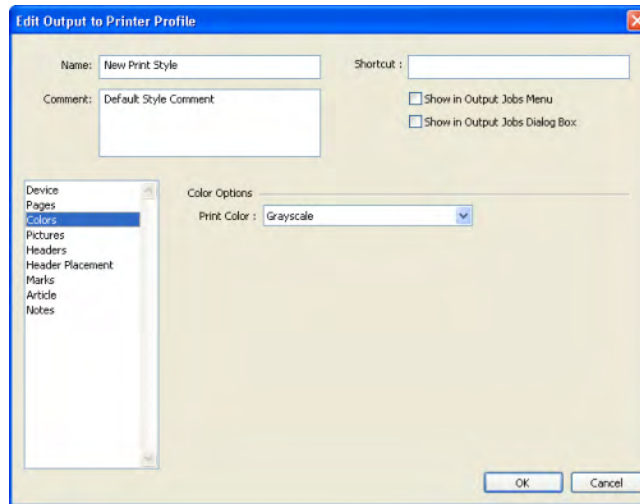 Edit Output to Printer Profile
Name: New Print Style
Shortcut :
Comment: Default Style Comment
Show in Output Jobs Menu
Show in Output Jobs Dialog Box
Device
Pages
Colors
Pictures
Headers
Header Placement
Marks
Article
Notes
Color Options
Print Color : Grayscale
OK Cancel